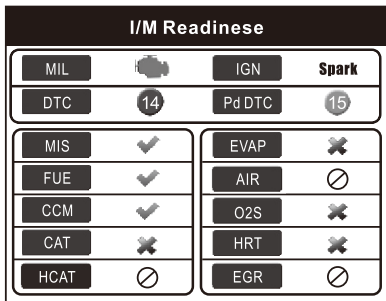 I/M Readinese
MIL IGN Spark
DTC 14 Pd DTC 15
MIS EVAP
FUE AIR
CCM O2S
CAT HRT
HCAT EGR